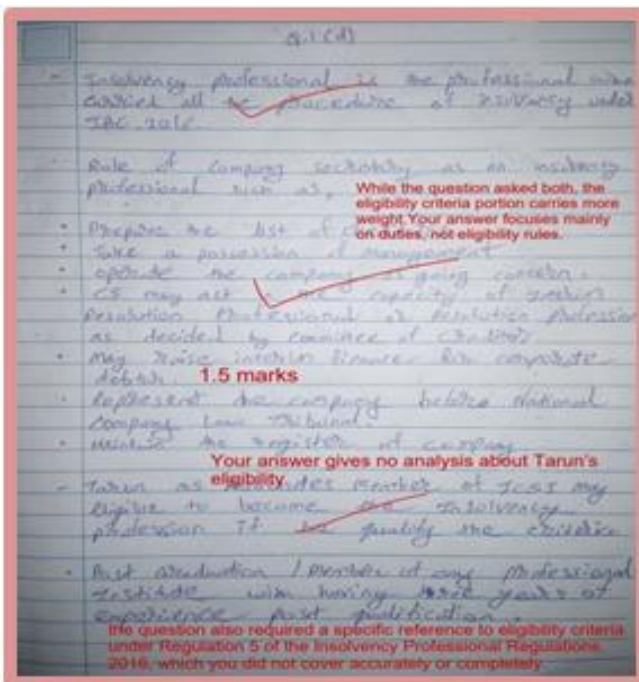 Q.1 (d)
- Insolvency professional is the professional who
carried all the procedure of insolvency under
IBC, 2016.
Role of company secretary as an insolvency
professional such as,
While the question asked both, the
eligibility criteria portion carries more
weight.Your answer focuses mainly
on duties, not eligibility rules.
• Prepare the list of
• Take a possession of management
• operate the company as going concern.
• CS may act in the capacity of
Resolution Professional or Resolution Profession
as decided by committee of creditors
• may raise interim finance for corporate
debtor.
1.5 marks
• Represent the company before National
Company Law Tribunal.
• the register of company
Your answer gives no analysis about Tarun's
eligibility
- Tarun as member of ICSI may
eligible to become Insolvency
profession if he qualify the
• Post Graduation / member of any professional
Institute with having three years of
experience post
the question also required a specific reference to eligibility criteria
under Regulation 5 of the Insolvency Professional Regulations,
2016, which you did not cover accurately or completely